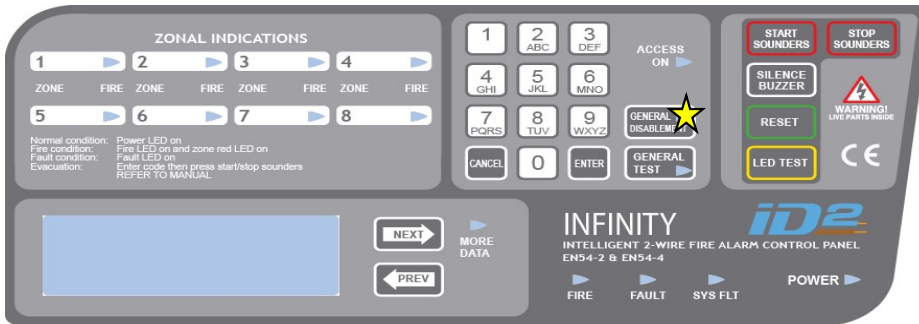 ZONAL INDICATIONS
1 2 3 4
ZONE FIRE ZONE FIRE ZONE FIRE ZONE FIRE
5 6 7 8
Normal condition: Power LED on
Fire condition: Fire LED on and zone red LED on
Fault condition: Fault LED on
Evacuation: Enter code then press start/stop sounders
REFER TO MANUAL
1 2 ABC 3 DEF
4 GHI 5 JKL 6 MNO
7 PQRS 8 TUV 9 WXYZ
CANCEL 0 ENTER
ACCESS
ON
GENERAL
DISABLEMENT
GENERAL
TEST
START
SOUNDERS
STOP
SOUNDERS
SILENCE
BUZZER
RESET
LED TEST
WARNING!
LIVE PARTS INSIDE
CE
NEXT
PREV
MORE
DATA
INFINITY iD2
INTELLIGENT 2-WIRE FIRE ALARM CONTROL PANEL
EN54-2 & EN54-4
FIRE FAULT SYS FLT POWER